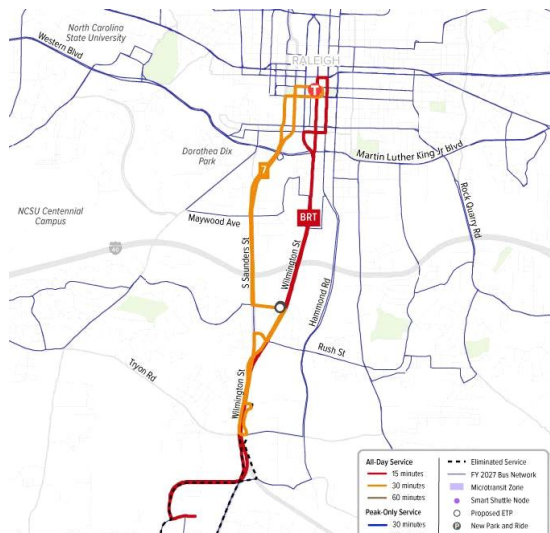 North Carolina
State University
Western Blvd
RALEIGH
T
Dorothea Dix
Park
Martin Luther King Jr Blvd
7
NCSU Centennial
Campus
Maywood Ave
BRT
Rock Quarry Rd
40
S Saunders St
Wilmington St
Hammond Rd
Rush St
Tryon Rd
Wilmington St
All-Day Service
15 minutes
30 minutes
60 minutes
Peak-Only Service
30 minutes
Eliminated Service
FY 2027 Bus Network
Microtransit Zone
Smart Shuttle Node
Proposed ETP
P New Park and Ride